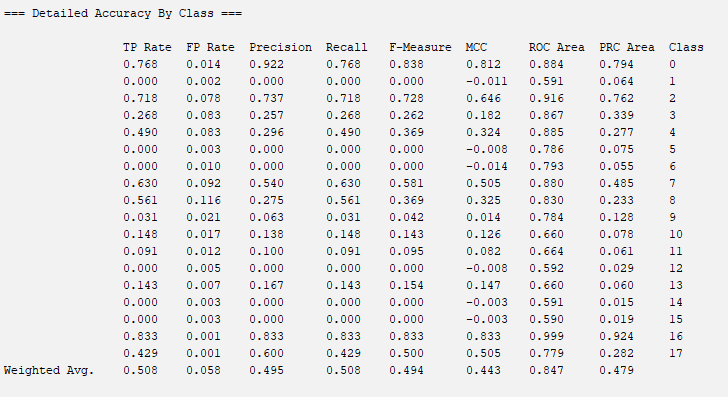 === Detailed Accuracy By Class ===
TP Rate FP Rate Precision Recall F-Measure MCC ROC Area PRC Area Class
0.768 0.014 0.922 0.768 0.838 0.812 0.884 0.794 0
0.000 0.002 0.000 0.000 0.000 -0.011 0.591 0.064 1
0.718 0.078 0.737 0.718 0.728 0.646 0.916 0.762 2
0.268 0.083 0.257 0.268 0.262 0.182 0.867 0.339 3
0.490 0.083 0.296 0.490 0.369 0.324 0.885 0.277 4
0.000 0.003 0.000 0.000 0.000 -0.008 0.786 0.075 5
0.000 0.010 0.000 0.000 0.000 -0.014 0.793 0.055 6
0.630 0.092 0.540 0.630 0.581 0.505 0.880 0.485 7
0.561 0.116 0.275 0.561 0.369 0.325 0.830 0.233 8
0.031 0.021 0.063 0.031 0.042 0.014 0.784 0.128 9
0.148 0.017 0.138 0.148 0.143 0.126 0.660 0.078 10
0.091 0.012 0.100 0.091 0.095 0.082 0.664 0.061 11
0.000 0.005 0.000 0.000 0.000 -0.008 0.592 0.029 12
0.143 0.007 0.167 0.143 0.154 0.147 0.660 0.060 13
0.000 0.003 0.000 0.000 0.000 -0.003 0.591 0.015 14
0.000 0.003 0.000 0.000 0.000 -0.003 0.590 0.019 15
0.833 0.001 0.833 0.833 0.833 0.833 0.999 0.924 16
0.429 0.001 0.600 0.429 0.500 0.505 0.779 0.282 17
Weighted Avg. 0.508 0.058 0.495 0.508 0.494 0.443 0.847 0.479